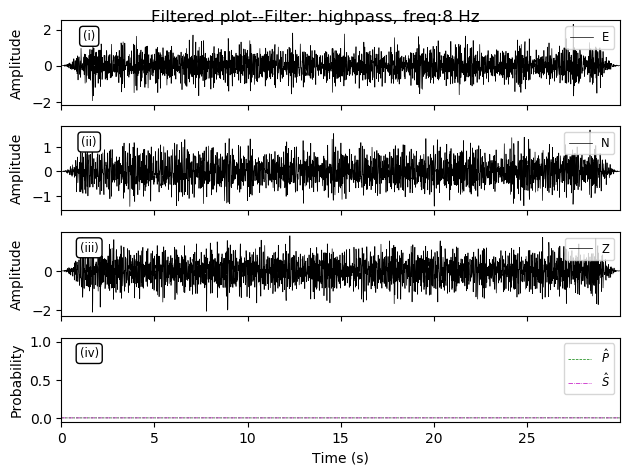 Filtered plot--Filter: highpass, freq:8 Hz
(i)
E
Amplitude
2
0
−2
(ii)
N
Amplitude
1
0
−1
(iii)
Z
Amplitude
0
−2
(iv)
P̂
Ŝ
Probability
1.0
0.5
0.0
0 5 10 15 20 25
Time (s)